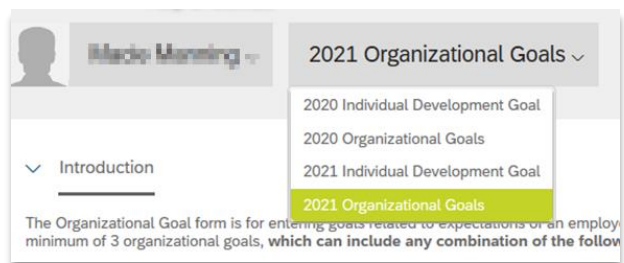 2021 Organizational Goals
2020 Individual Development Goal
2020 Organizational Goals
2021 Individual Development Goal
2021 Organizational Goals
Introduction
The Organizational Goal form is for entering goals related to expectations of an employ
minimum of 3 organizational goals, which can include any combination of the follow